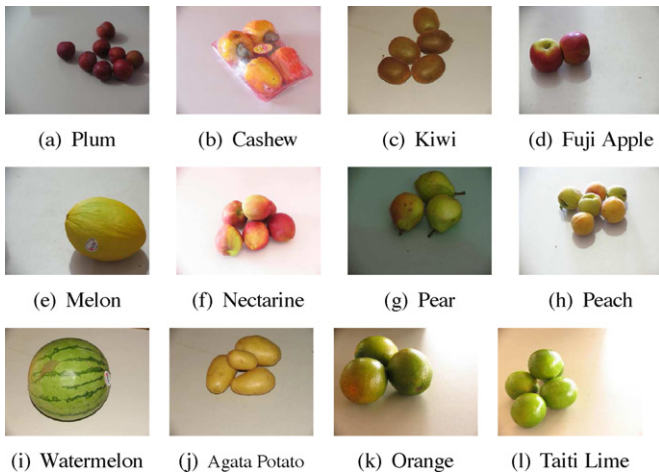 (a) Plum
(b) Cashew
(c) Kiwi
(d) Fuji Apple
(e) Melon
(f) Nectarine
(g) Pear
(h) Peach
(i) Watermelon
(j) Agata Potato
(k) Orange
(l) Taiti Lime